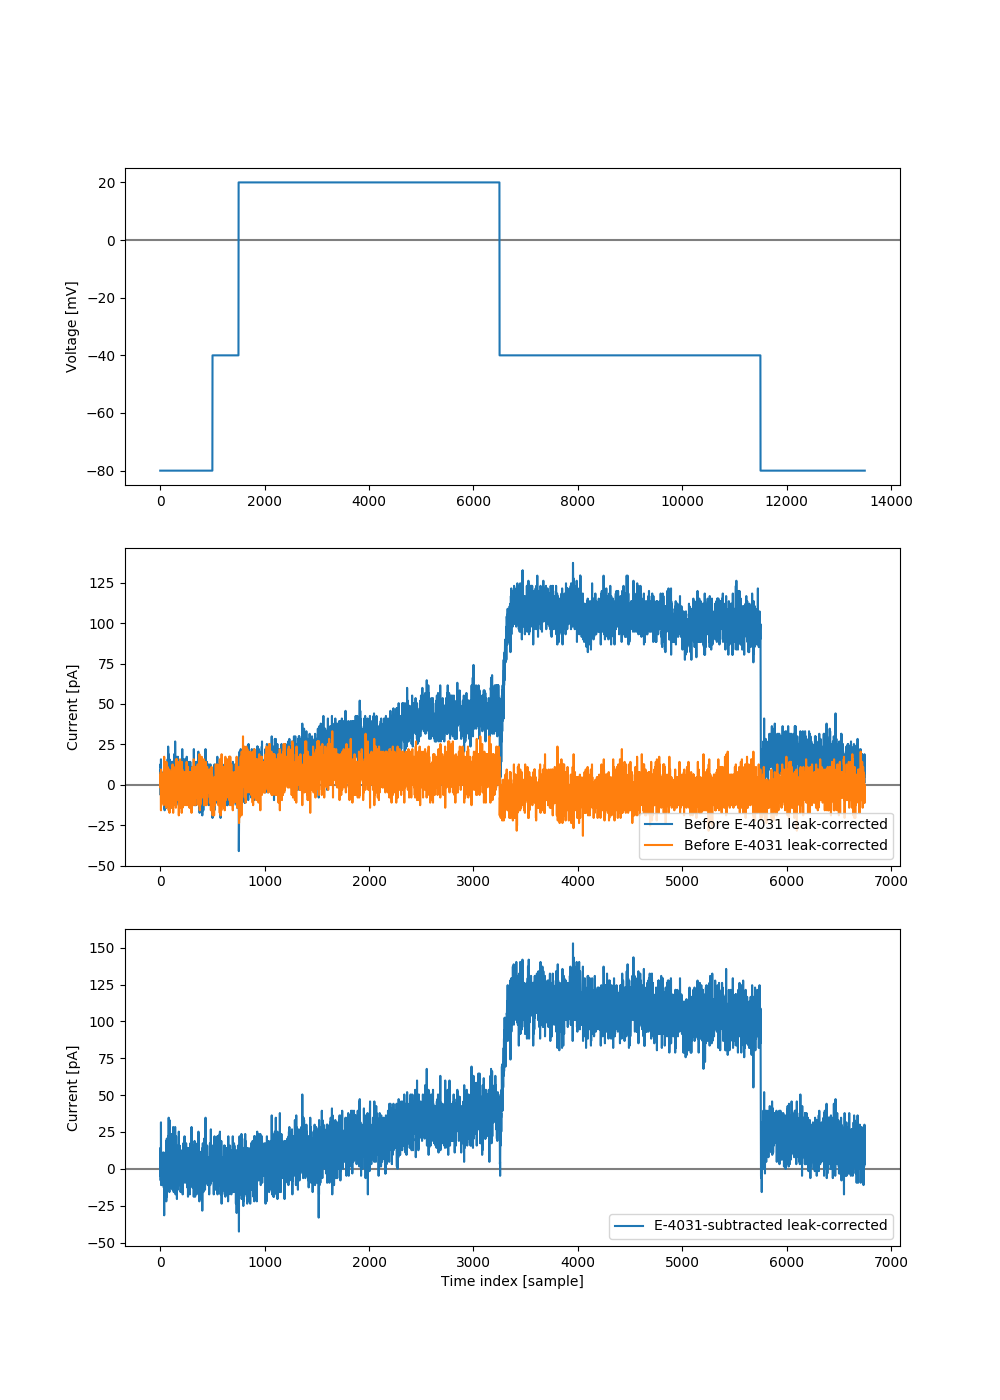 20
0
−20
−40
−60
−80
Voltage [mV]
0 2000 4000 6000 8000 10000 12000 14000
125
100
75
50
25
0
−25
−50
Current [pA]
Before E-4031 leak-corrected
Before E-4031 leak-corrected
0 1000 2000 3000 4000 5000 6000 7000
150
125
100
75
50
25
0
−25
−50
Current [pA]
E-4031-subtracted leak-corrected
0 1000 2000 3000 4000 5000 6000 7000
Time index [sample]